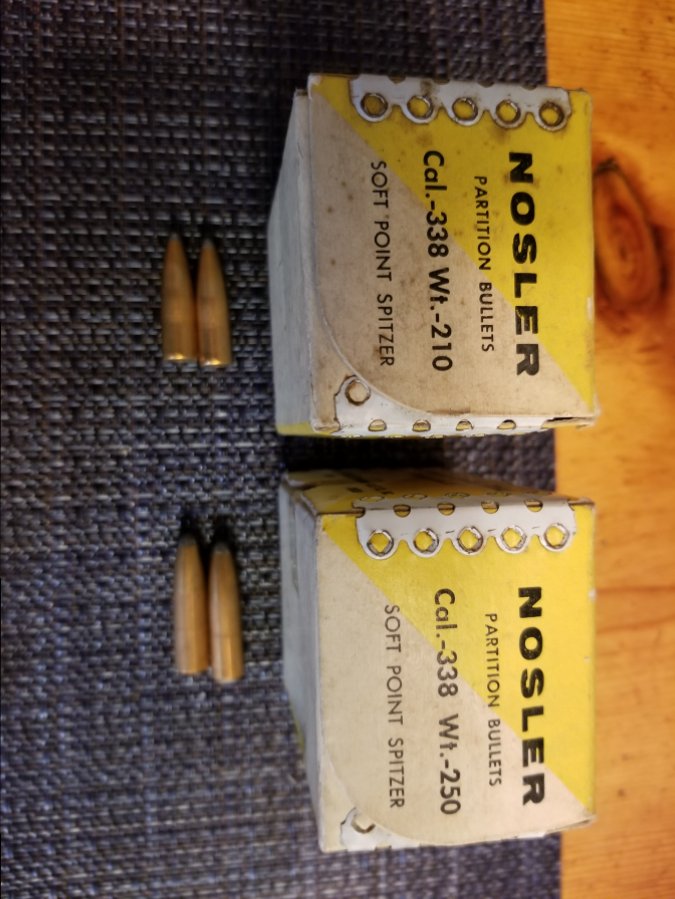 NOSLER
PARTITION BULLETS
Cal.-338 Wt.-210
SOFT POINT SPITZER
NOSLER
PARTITION BULLETS
Cal.-338 Wt.-250
SOFT POINT SPITZER